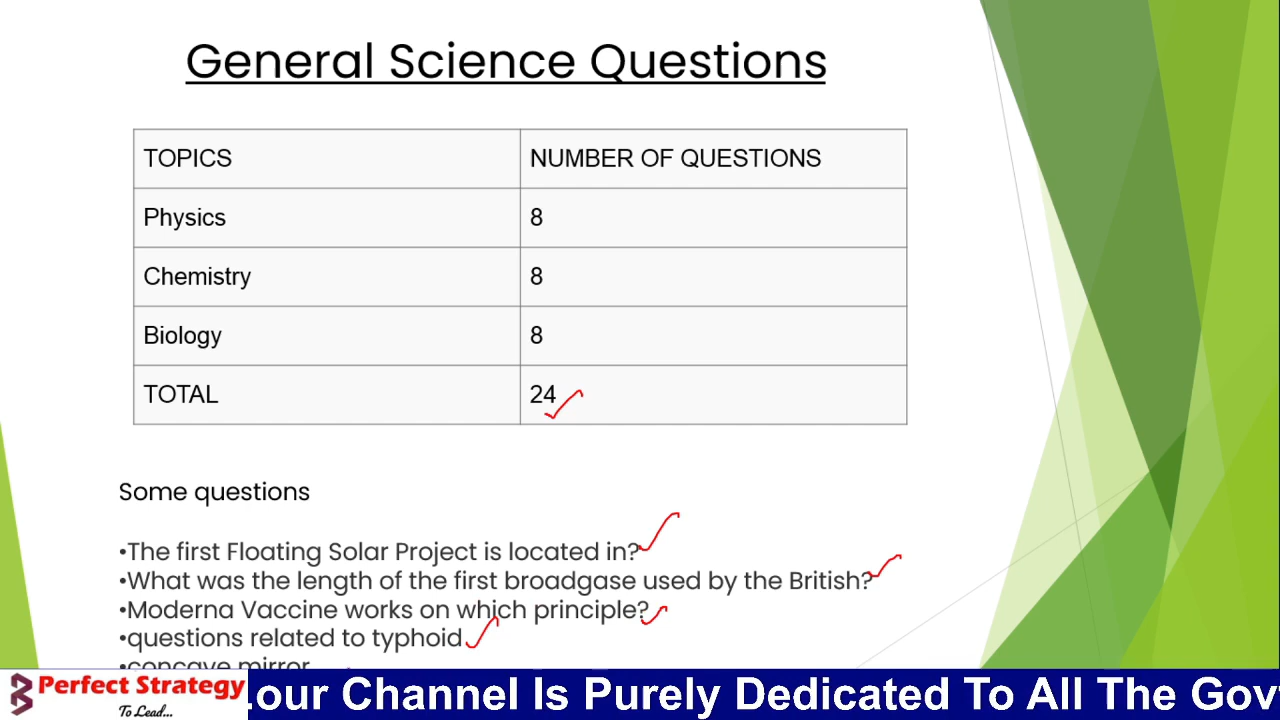 General Science Questions
TOPICS NUMBER OF QUESTIONS
Physics 8
Chemistry 8
Biology 8
TOTAL 24
Some questions
•The first Floating Solar Project is located in?
•What was the length of the first broadgase used by the British?
•Moderna Vaccine works on which principle?
•questions related to typhoid
•concave mirror
Perfect Strategy
To Lead...
our Channel Is Purely Dedicated To All The Gov